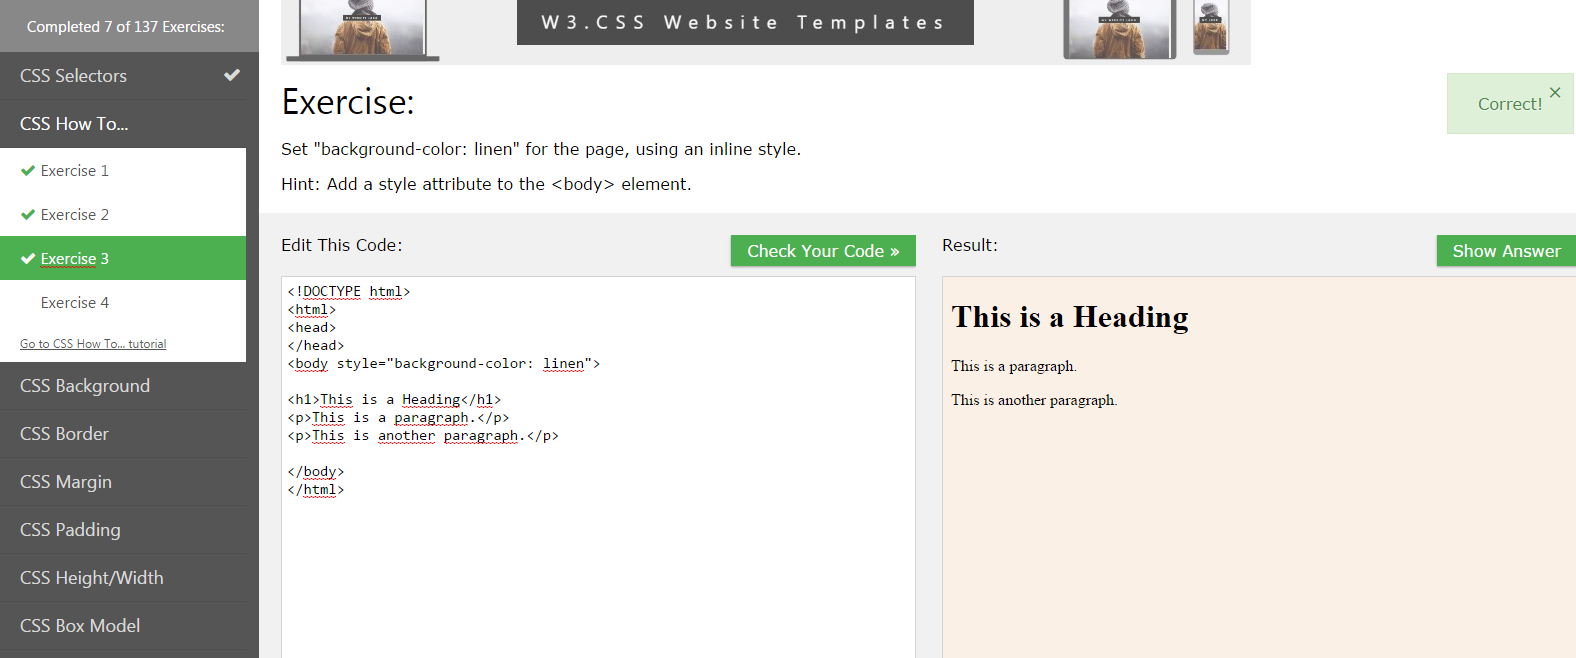 Completed 7 of 137 Exercises:
CSS Selectors
CSS How To...
Exercise 1
Exercise 2
Exercise 3
Exercise 4
Go to CSS How To... tutorial
CSS Background
CSS Border
CSS Margin
CSS Padding
CSS Height/Width
CSS Box Model
W3.CSS Website Templates
Exercise:
Correct!
×
Set "background-color: linen" for the page, using an inline style.
Hint: Add a style attribute to the <body> element.
Edit This Code:
Check Your Code »
<!DOCTYPE html>
<html>
<head>
</head>
<body style="background-color: linen">
<h1>This is a Heading</h1>
<p>This is a paragraph.</p>
<p>This is another paragraph.</p>
</body>
</html>
Result:
Show Answer
This is a Heading
This is a paragraph.
This is another paragraph.